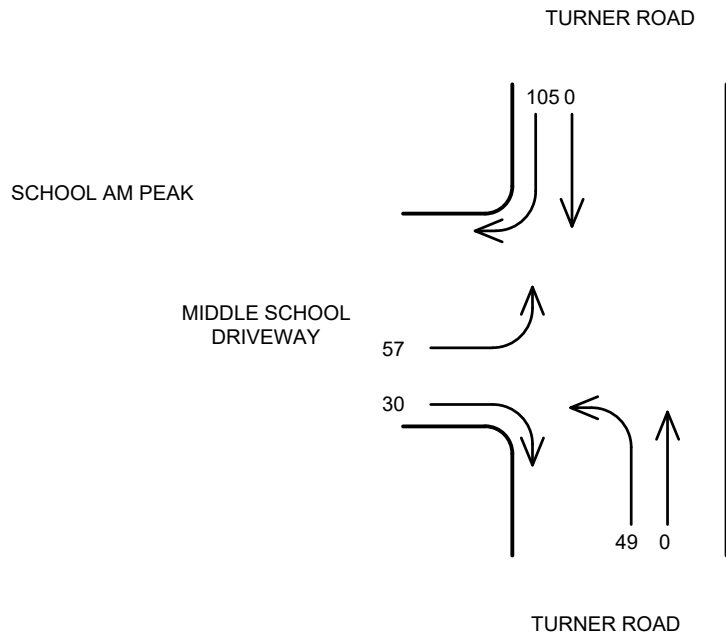 TURNER ROAD
105 0
SCHOOL AM PEAK
MIDDLE SCHOOL
DRIVEWAY
57
30
49 0
TURNER ROAD